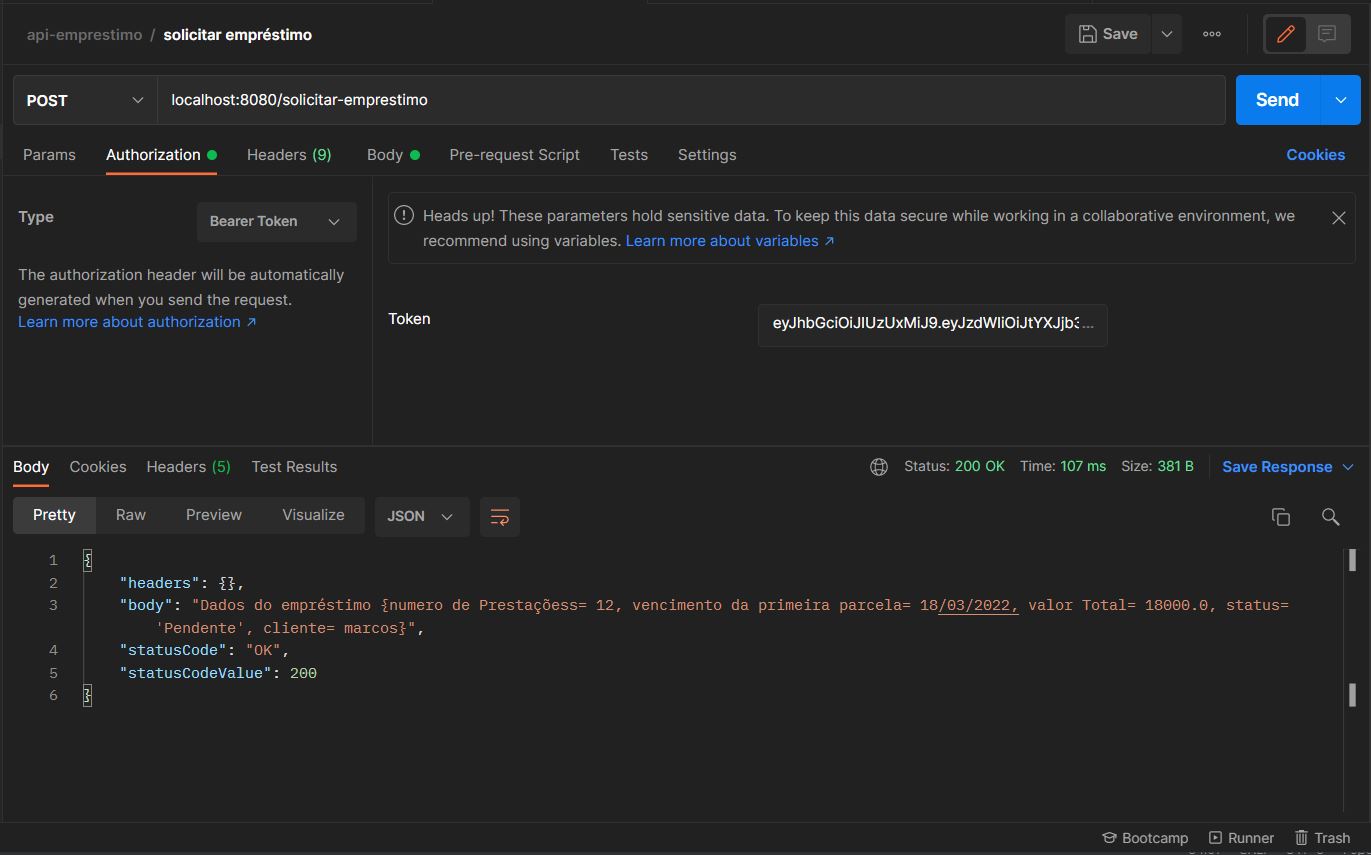 api-emprestimo / solicitar empréstimo
Save
POST
localhost:8080/solicitar-emprestimo
Send
Params
Authorization
Headers (9)
Body
Pre-request Script
Tests
Settings
Cookies
Type
Bearer Token
Heads up! These parameters hold sensitive data. To keep this data secure while working in a collaborative environment, we
recommend using variables. Learn more about variables ↗
The authorization header will be automatically
generated when you send the request.
Learn more about authorization ↗
Token
eyJhbGciOiJIUzUxMiJ9.eyJzdWIiOiJtYXJjb3...
Body
Cookies
Headers (5)
Test Results
Status: 200 OK
Time: 107 ms
Size: 381 B
Save Response
Pretty
Raw
Preview
Visualize
JSON
1 {
2 "headers": {},
3 "body": "Dados do empréstimo {numero de Prestaçõess= 12, vencimento da primeira parcela= 18/03/2022, valor Total= 18000.0, status=
'Pendente', cliente= marcos}",
4 "statusCode": "OK",
5 "statusCodeValue": 200
6 }
Bootcamp
Runner
Trash